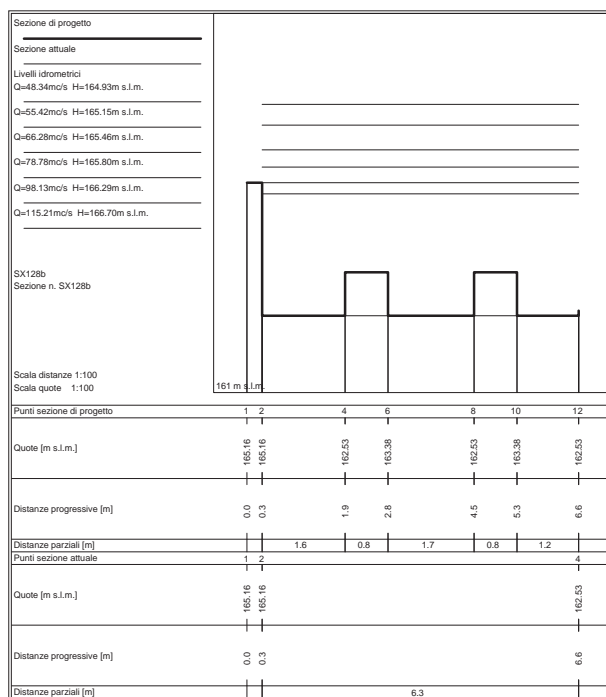 Sezione di progetto
Sezione attuale
Livelli idrometrici
Q=48.34mc/s H=164.93m s.l.m.
Q=55.42mc/s H=165.15m s.l.m.
Q=66.28mc/s H=165.46m s.l.m.
Q=78.78mc/s H=165.80m s.l.m.
Q=98.13mc/s H=166.29m s.l.m.
Q=115.21mc/s H=166.70m s.l.m.
SX128b
Sezione n. SX128b
Scala distanze 1:100
Scala quote 1:100
161 m s.l.m.
Punti sezione di progetto 1 2 4 6 8 10 12
Quote [m s.l.m.] 165.16 165.16 162.53 163.38 162.53 163.38 162.53
Distanze progressive [m] 0.0 0.3 1.9 2.8 4.5 5.3 6.6
Distanze parziali [m] 1.6 0.8 1.7 0.8 1.2
Punti sezione attuale 1 2 4
Quote [m s.l.m.] 165.16 165.16 162.53
Distanze progressive [m] 0.0 0.3 6.6
Distanze parziali [m] 6.3